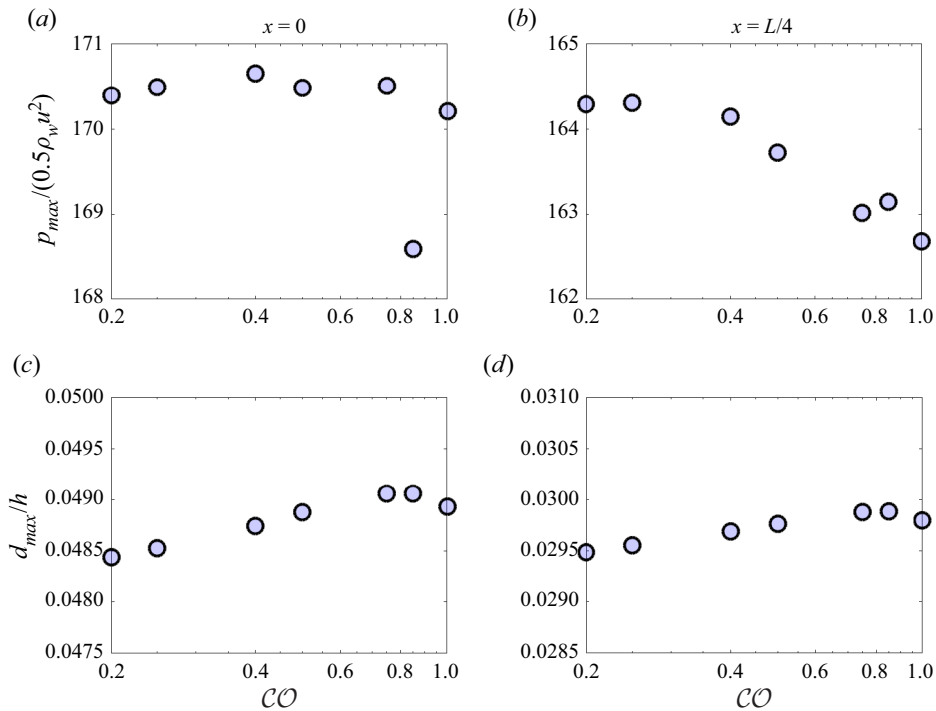 (a) x = 0
(b) x = L/4
171
170
169
168
p_max/(0.5ρ_w u²)
0.2 0.4 0.6 0.8 1.0
165
164
163
162
0.2 0.4 0.6 0.8 1.0
(c)
(d)
0.0500
0.0495
0.0490
0.0485
0.0480
0.0475
d_max/h
0.2 0.4 0.6 0.8 1.0
CO
0.0310
0.0305
0.0300
0.0295
0.0290
0.0285
0.2 0.4 0.6 0.8 1.0
CO